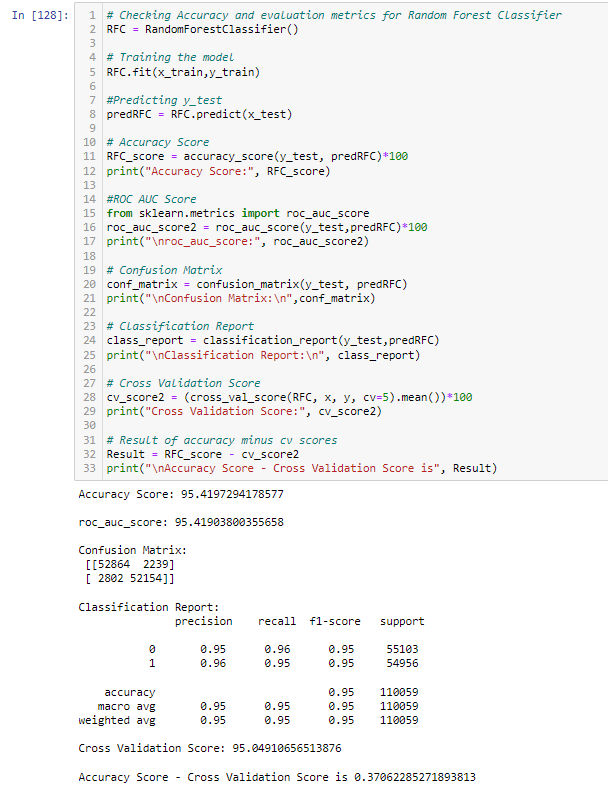 In [128]:
1 # Checking Accuracy and evaluation metrics for Random Forest Classifier
2 RFC = RandomForestClassifier()
3
4 # Training the model
5 RFC.fit(x_train,y_train)
6
7 #Predicting y_test
8 predRFC = RFC.predict(x_test)
9
10 # Accuracy Score
11 RFC_score = accuracy_score(y_test, predRFC)*100
12 print("Accuracy Score:", RFC_score)
13
14 #ROC AUC Score
15 from sklearn.metrics import roc_auc_score
16 roc_auc_score2 = roc_auc_score(y_test,predRFC)*100
17 print("\nroc_auc_score:", roc_auc_score2)
18
19 # Confusion Matrix
20 conf_matrix = confusion_matrix(y_test, predRFC)
21 print("\nConfusion Matrix:\n",conf_matrix)
22
23 # Classification Report
24 class_report = classification_report(y_test,predRFC)
25 print("\nClassification Report:\n", class_report)
26
27 # Cross Validation Score
28 cv_score2 = (cross_val_score(RFC, x, y, cv=5).mean())*100
29 print("Cross Validation Score:", cv_score2)
30
31 # Result of accuracy minus cv scores
32 Result = RFC_score - cv_score2
33 print("\nAccuracy Score - Cross Validation Score is", Result)
Accuracy Score: 95.4197294178577
roc_auc_score: 95.41903800355658
Confusion Matrix:
[[52864 2239]
[ 2802 52154]]
Classification Report:
precision recall f1-score support
0 0.95 0.96 0.95 55103
1 0.96 0.95 0.95 54956
accuracy 0.95 110059
macro avg 0.95 0.95 0.95 110059
weighted avg 0.95 0.95 0.95 110059
Cross Validation Score: 95.04910656513876
Accuracy Score - Cross Validation Score is 0.37062285271893813